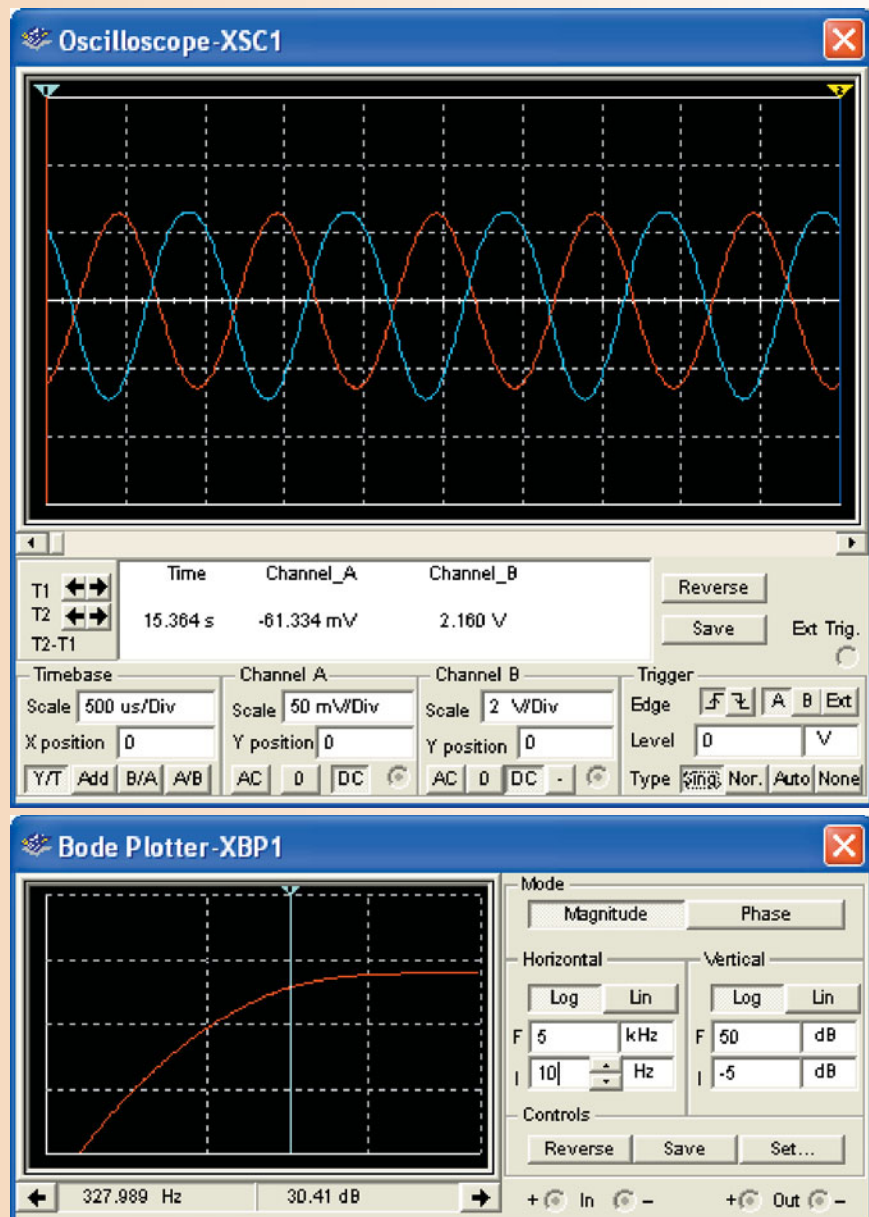 Oscilloscope-XSC1
1
2
Time Channel_A Channel_B
T1
T2 15.364 s -61.334 mV 2.160 V
T2-T1
Reverse
Save
Ext Trig.
Timebase
Scale 500 us/Div
X position 0
Y/T Add B/A A/B
Channel A
Scale 50 mV/Div
Y position 0
AC 0 DC
Channel B
Scale 2 V/Div
Y position 0
AC 0 DC -
Trigger
Edge A B Ext
Level 0 V
Type Sing. Nor. Auto None
Bode Plotter-XBP1
1
Mode
Magnitude Phase
Horizontal
Log Lin
F 5 kHz
I 10 Hz
Vertical
Log Lin
F 50 dB
I -5 dB
Controls
Reverse Save Set...
327.989 Hz 30.41 dB
+ In - + Out -